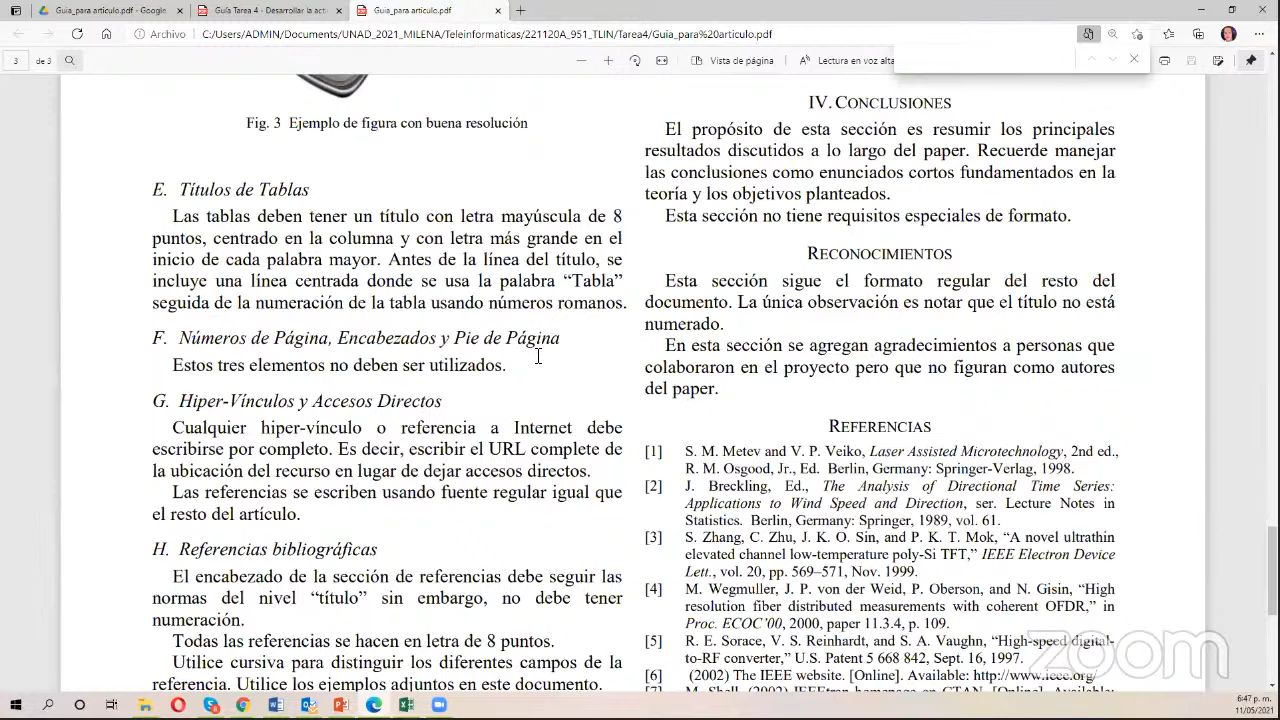 Guia_para articulo.pdf - Google
Guía Tarea 4 - Desarrollar la acti
Guia_para artículo.pdf
Archivo
C:/Users/ADMIN/Documents/UNAD_2021_MILENA/Teleinformaticas/221120A_951_TLIN/Tarea4/Guia_para%20articulo.pdf
3
de 3
Vista de página
Lectura en voz alta
Fig. 3 Ejemplo de figura con buena resolución
E. Títulos de Tablas
Las tablas deben tener un título con letra mayúscula de 8
puntos, centrado en la columna y con letra más grande en el
inicio de cada palabra mayor. Antes de la línea del título, se
incluye una línea centrada donde se usa la palabra “Tabla”
seguida de la numeración de la tabla usando números romanos.
F. Números de Página, Encabezados y Pie de Página
Estos tres elementos no deben ser utilizados.
G. Hiper-Vínculos y Accesos Directos
Cualquier hiper-vínculo o referencia a Internet debe
escribirse por completo. Es decir, escribir el URL complete de
la ubicación del recurso en lugar de dejar accesos directos.
Las referencias se escriben usando fuente regular igual que
el resto del artículo.
H. Referencias bibliográficas
El encabezado de la sección de referencias debe seguir las
normas del nivel “título” sin embargo, no debe tener
numeración.
Todas las referencias se hacen en letra de 8 puntos.
Utilice cursiva para distinguir los diferentes campos de la
referencia. Utilice los ejemplos adjuntos en este documento.
IV. CONCLUSIONES
El propósito de esta sección es resumir los principales
resultados discutidos a lo largo del paper. Recuerde manejar
las conclusiones como enunciados cortos fundamentados en la
teoría y los objetivos planteados.
Esta sección no tiene requisitos especiales de formato.
RECONOCIMIENTOS
Esta sección sigue el formato regular del resto del
documento. La única observación es notar que el título no está
numerado.
En esta sección se agregan agradecimientos a personas que
colaboraron en el proyecto pero que no figuran como autores
del paper.
REFERENCIAS
[1] S. M. Metev and V. P. Veiko, Laser Assisted Microtechnology, 2nd ed.,
R. M. Osgood, Jr., Ed. Berlin, Germany: Springer-Verlag, 1998.
[2] J. Breckling, Ed., The Analysis of Directional Time Series:
Applications to Wind Speed and Direction, ser. Lecture Notes in
Statistics. Berlin, Germany: Springer, 1989, vol. 61.
[3] S. Zhang, C. Zhu, J. K. O. Sin, and P. K. T. Mok, “A novel ultrathin
elevated channel low-temperature poly-Si TFT,” IEEE Electron Device
Lett., vol. 20, pp. 569–571, Nov. 1999.
[4] M. Wegmuller, J. P. von der Weid, P. Oberson, and N. Gisin, “High
resolution fiber distributed measurements with coherent OFDR,” in
Proc. ECOC’00, 2000, paper 11.3.4, p. 109.
[5] R. E. Sorace, V. S. Reinhardt, and S. A. Vaughn, “High-speed digital-
to-RF converter,” U.S. Patent 5 668 842, Sept. 16, 1997.
[6] (2002) The IEEE website. [Online]. Available: http://www.ieee.org/
[7] M. Shell. (2002) IEEEtran homepage on CTAN. [Online]. Available:
zoom
6:47 p. m.
11/05/2021